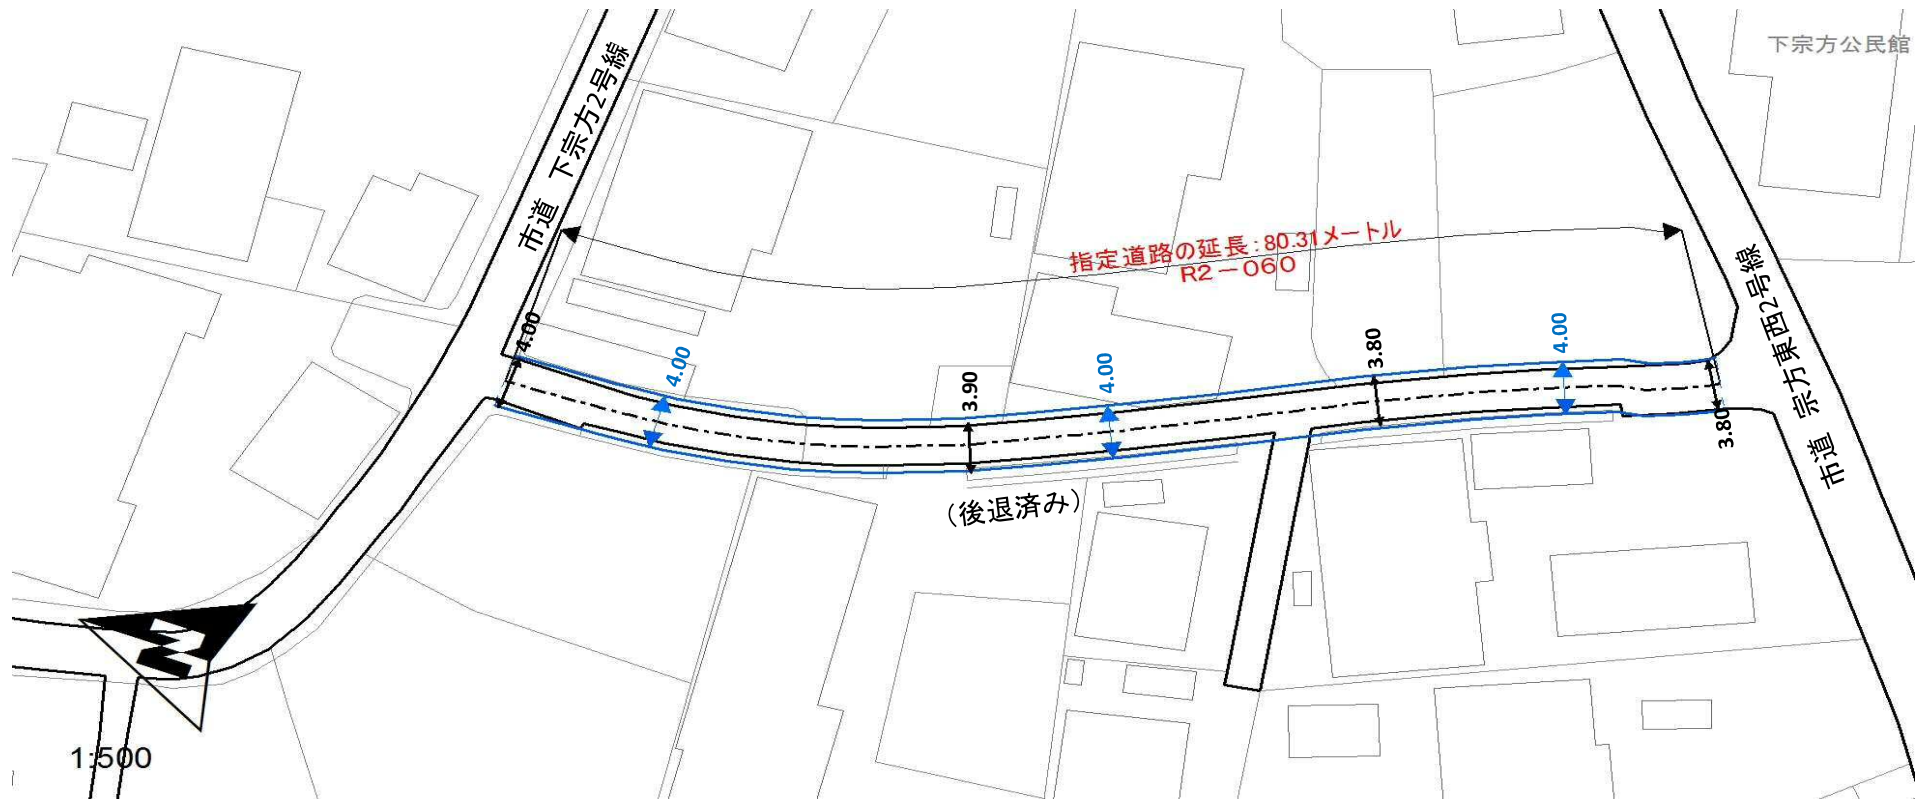 下宗方公民館
市道 下宗方2号線
指定道路の延長:80.31メートル
R2-060
市道 宗方東西2号線
4.00
4.00
3.90
4.00
3.80
4.00
3.80
(後退済み)
N
1:500